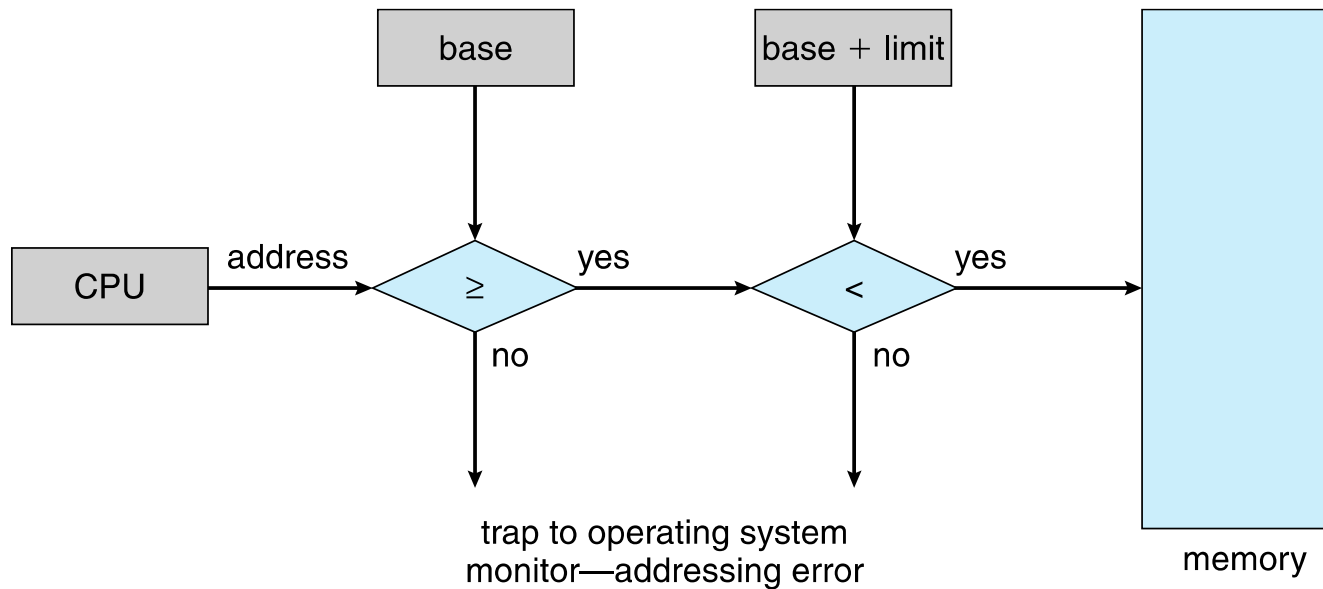 base
base + limit
CPU
address
≥
yes
<
yes
no
no
trap to operating system
monitor—addressing error
memory